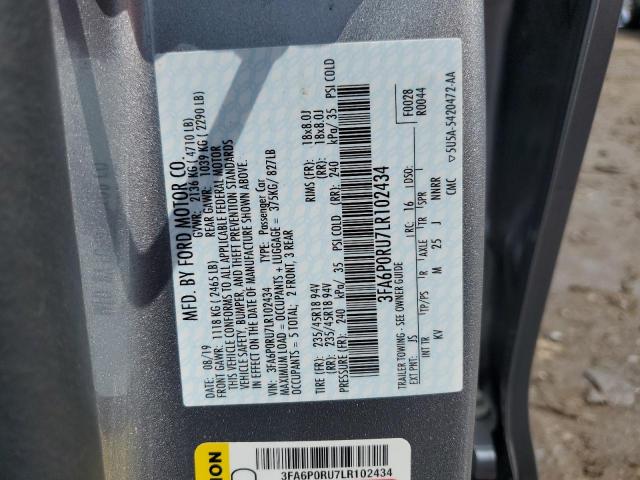 MFD. BY FORD MOTOR CO.
08/19 GVWR: 2136 KG ( 4710 LB)
FRONT GAWR: 1118 KG ( 2465 LB) REAR GAWR: 1039 KG ( 2290 LB)
THIS VEHICLE CONFORMS TO ALL APPLICABLE FEDERAL MOTOR
VEHICLE SAFETY, BUMPER, AND THEFT PREVENTION STANDARDS
IN EFFECT ON THE DATE OF MANUFACTURE SHOWN ABOVE.
VIN: 3FA6P0RU7LR102434 TYPE: Passenger Car
MAXIMUM LOAD = OCCUPANTS + LUGGAGE = 375KG/ 827LB
OCCUPANTS = 5 TOTAL: 2 FRONT, 3 REAR
TIRE (FR): 235/45R18 94V RIMS (FR): 18x8.0J
(RR): 235/45R18 94V (RR): 18x8.0J
PRESSURE (FR): 240 kPa/ 35 PSI COLD (RR): 240 kPa/ 35 PSI COLD
3FA6P0RU7LR102434
TRAILER TOWING - SEE OWNER GUIDE
F0028
R0044
EXT PNT: J5 RC: 16 DSO:
INT TR TP/PS R AXLE TR SPR
KV M 25 J NNRR
CMC ▽5U5A-5420472-AA
3FA6P0RU7LR102434